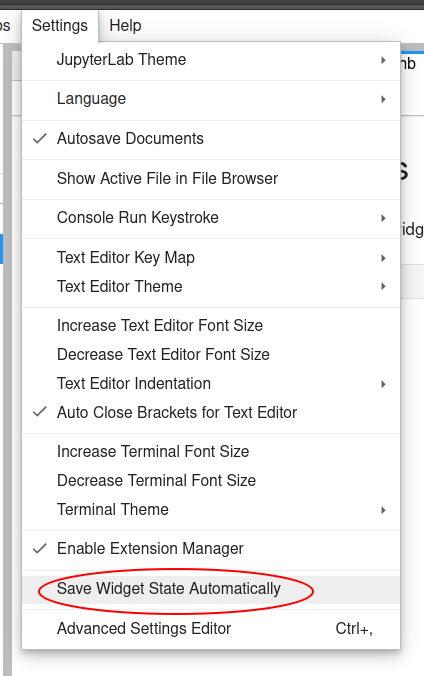 Settings Help
JupyterLab Theme
Language
Autosave Documents
Show Active File in File Browser
Console Run Keystroke
Text Editor Key Map
Text Editor Theme
Increase Text Editor Font Size
Decrease Text Editor Font Size
Text Editor Indentation
Auto Close Brackets for Text Editor
Increase Terminal Font Size
Decrease Terminal Font Size
Terminal Theme
Enable Extension Manager
Save Widget State Automatically
Advanced Settings Editor Ctrl+,